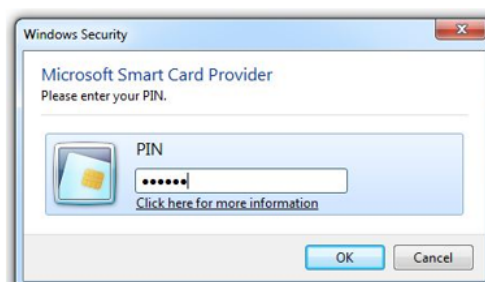 Windows Security
Microsoft Smart Card Provider
Please enter your PIN.
PIN
••••••
Click here for more information
OK Cancel